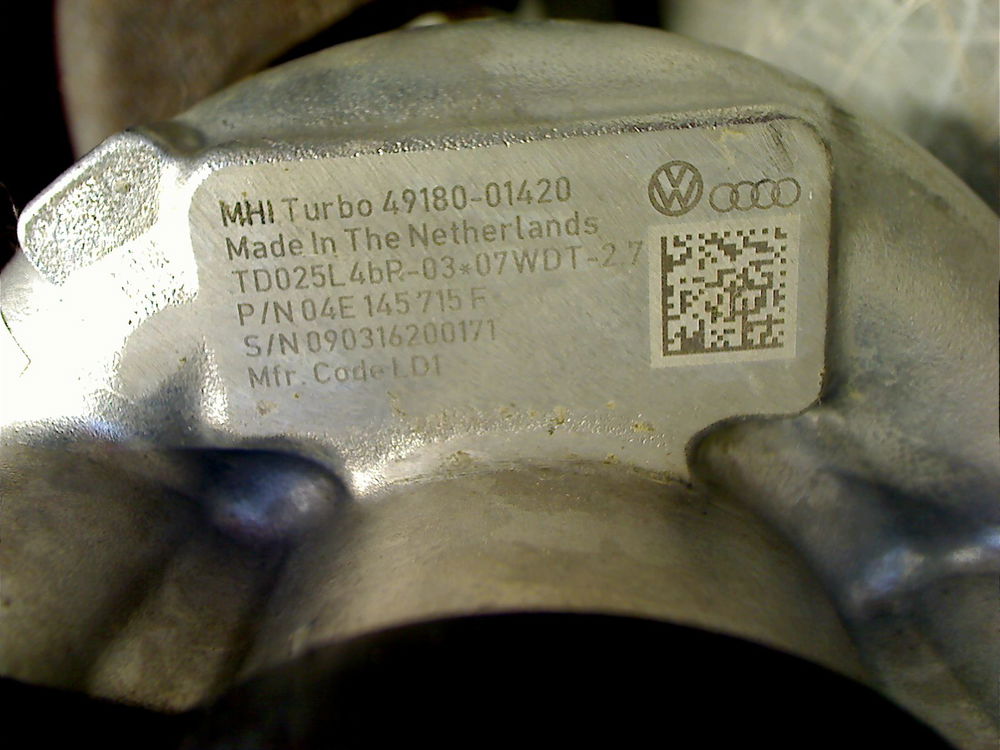 MHI Turbo 49180-01420
Made In The Netherlands
TD025L4bR-03*07WDT-2.7
P/N 04E 145 715 F
S/N 090316200171
Mfr. Code LD1